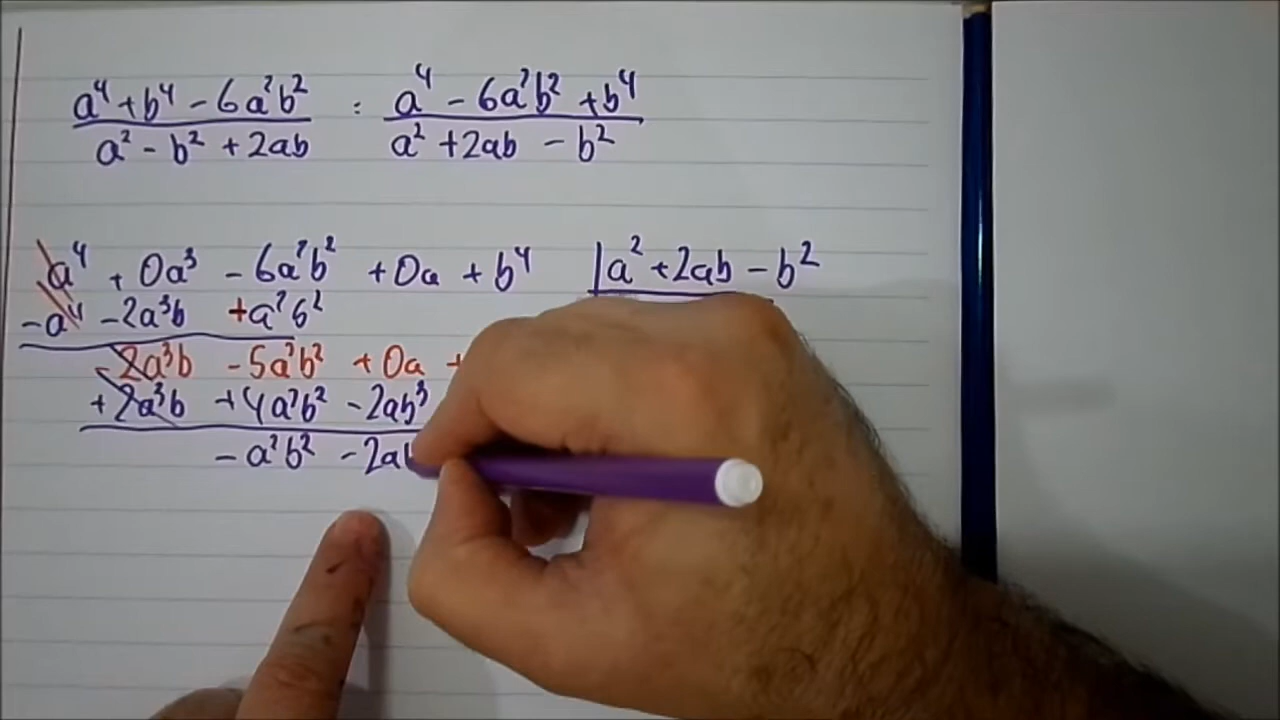 a⁴ + b⁴ - 6a²b² : a⁴ - 6a²b² + b⁴
a² - b² + 2ab a² + 2ab - b²
a⁴ + 0a³ - 6a²b² + 0a + b⁴ | a² + 2ab - b²
-a⁴ - 2a³b + a²b²
- 2a³b - 5a²b² + 0a +
+ 2a³b + 4a²b² - 2ab³
- a²b² - 2ab